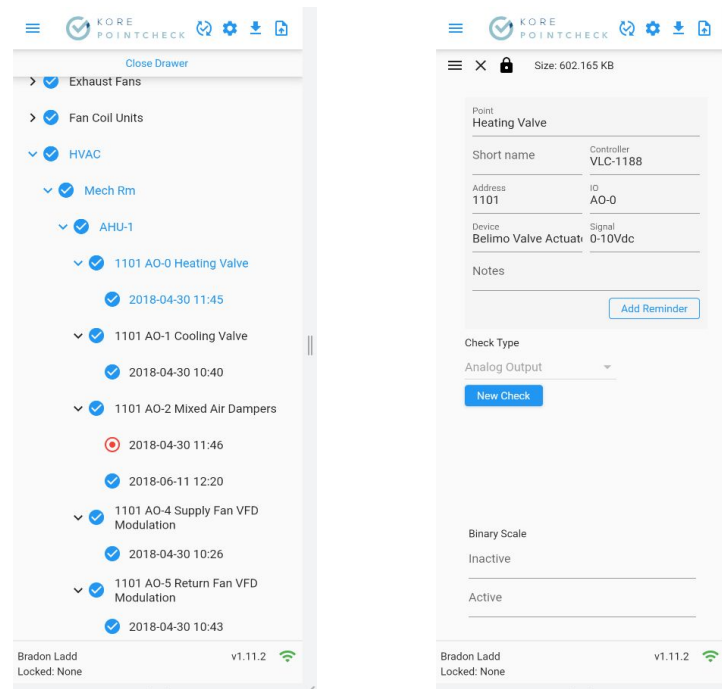 KORE
POINTCHECK
Close Drawer
Exhaust Fans
Fan Coil Units
HVAC
Mech Rm
AHU-1
1101 AO-0 Heating Valve
2018-04-30 11:45
1101 AO-1 Cooling Valve
2018-04-30 10:40
1101 AO-2 Mixed Air Dampers
2018-04-30 11:46
2018-06-11 12:20
1101 AO-4 Supply Fan VFD
Modulation
2018-04-30 10:26
1101 AO-5 Return Fan VFD
Modulation
2018-04-30 10:43
Bradon Ladd v1.11.2
Locked: None
KORE
POINTCHECK
Size: 602.165 KB
Point
Heating Valve
Short name
Controller
VLC-1188
Address
1101
IO
AO-0
Device
Belimo Valve Actuat
Signal
0-10Vdc
Notes
Add Reminder
Check Type
Analog Output
New Check
Binary Scale
Inactive
Active
Bradon Ladd v1.11.2
Locked: None